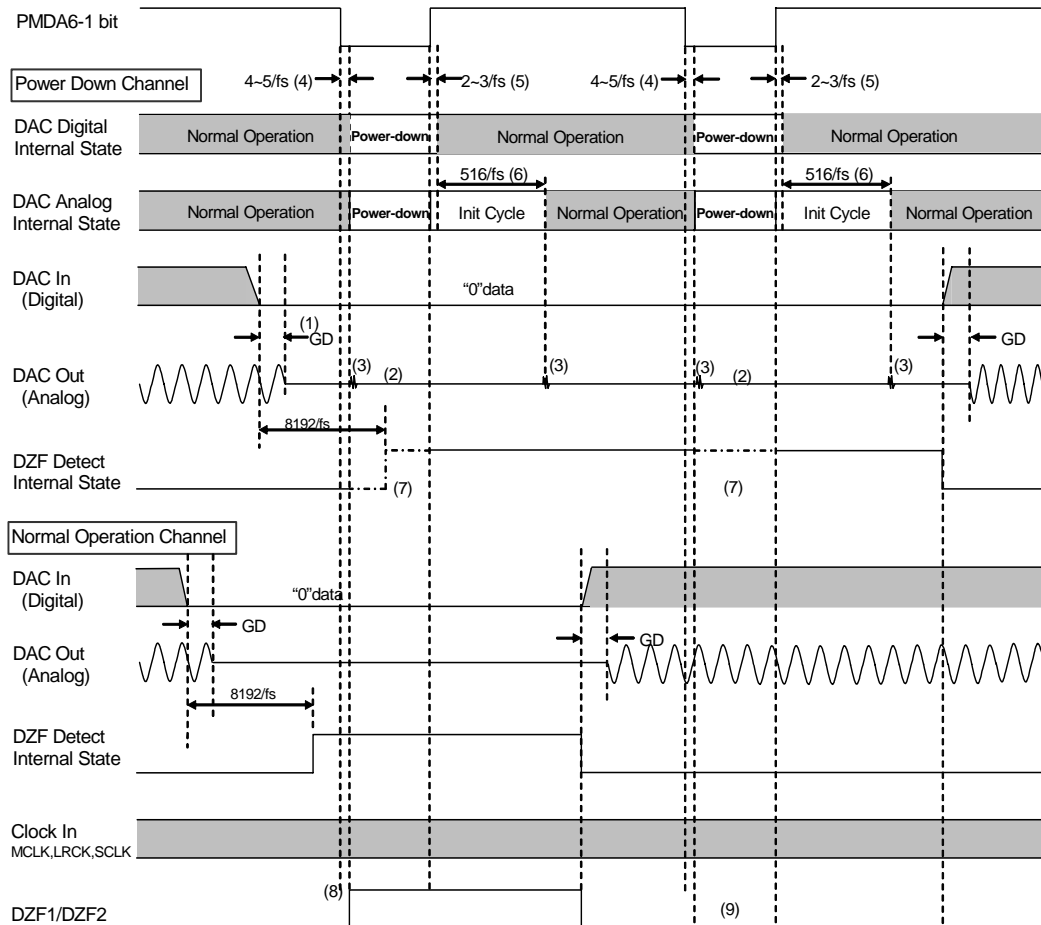 PMDA6-1 bit
Power Down Channel
4~5/fs (4)
2~3/fs (5)
4~5/fs (4)
2~3/fs (5)
DAC Digital
Internal State
Normal Operation
Power-down
Normal Operation
Power-down
Normal Operation
516/fs (6)
516/fs (6)
DAC Analog
Internal State
Normal Operation
Power-down
Init Cycle
Normal Operation
Power-down
Init Cycle
Normal Operation
DAC In
(Digital)
“0”data
(1)
GD
GD
DAC Out
(Analog)
(3)
(2)
(3)
(3)
(2)
(3)
8192/fs
DZF Detect
Internal State
(7)
(7)
Normal Operation Channel
DAC In
(Digital)
“0”data
GD
GD
DAC Out
(Analog)
8192/fs
DZF Detect
Internal State
Clock In
MCLK,LRCK,SCLK
(8)
DZF1/DZF2
(9)